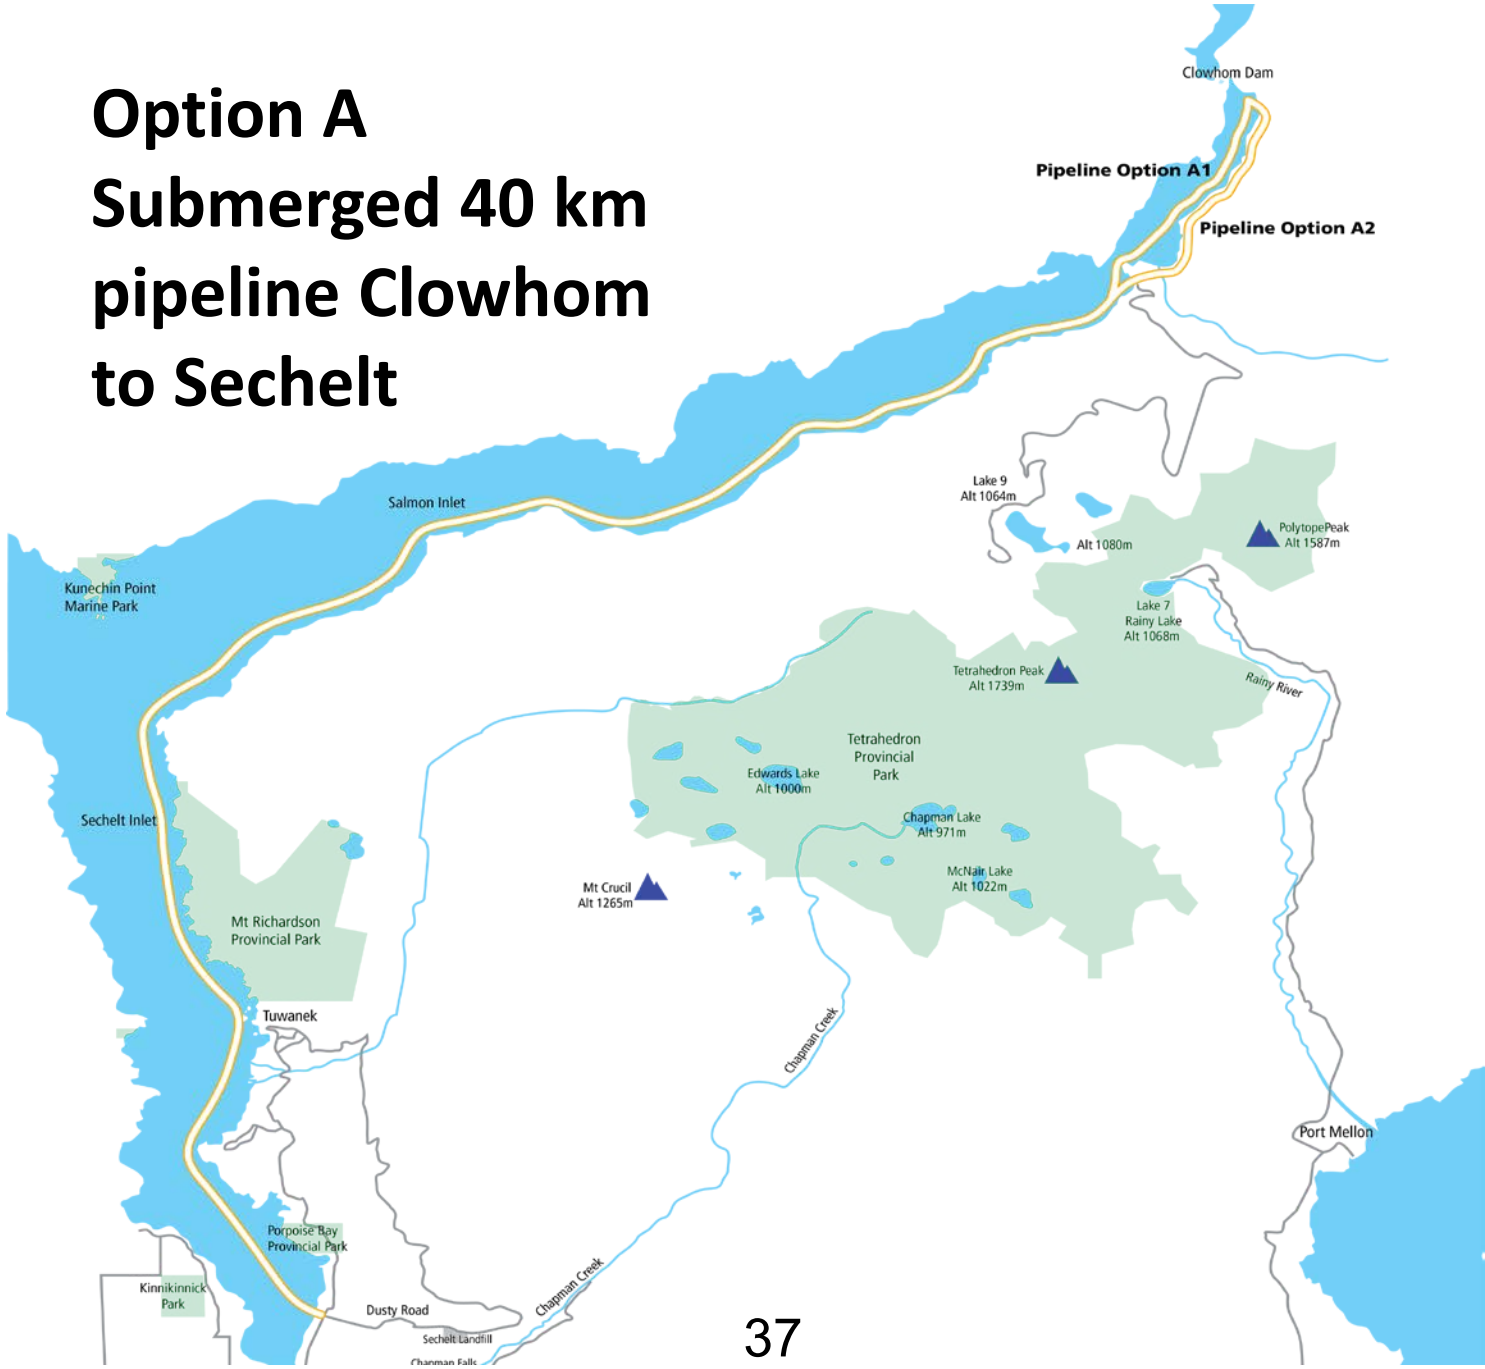 Option A
Submerged 40 km
pipeline Clowhom
to Sechelt
Clowhom Dam
Pipeline Option A1
Pipeline Option A2
Salmon Inlet
Lake 9
Alt 1064m
Alt 1080m
PolytopePeak
Alt 1587m
Kunechin Point
Marine Park
Lake 7
Rainy Lake
Alt 1068m
Tetrahedron Peak
Alt 1739m
Rainy River
Tetrahedron
Provincial
Park
Edwards Lake
Alt 1000m
Sechelt Inlet
Chapman Lake
Alt 971m
McNair Lake
Alt 1022m
Mt Crucil
Alt 1265m
Mt Richardson
Provincial Park
Tuwanek
Chapman Creek
Port Mellon
Porpoise Bay
Provincial Park
Kinnikinnick
Park
Chapman Creek
Dusty Road
Sechelt Landfill
Chapman Falls
37